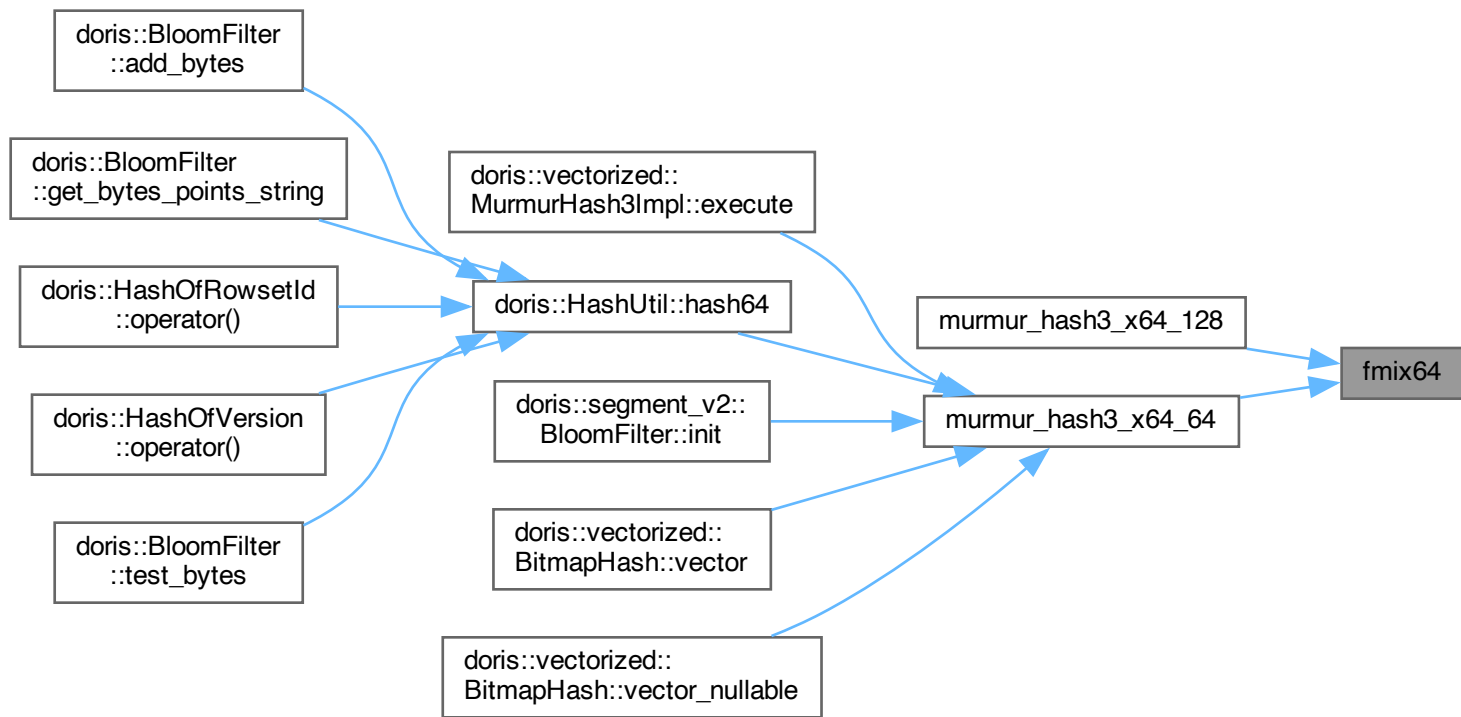 doris::BloomFilter
::add_bytes
doris::BloomFilter
::get_bytes_points_string
doris::HashOfRowsetId
::operator()
doris::HashOfVersion
::operator()
doris::BloomFilter
::test_bytes
doris::vectorized::
MurmurHash3Impl::execute
doris::HashUtil::hash64
doris::segment_v2::
BloomFilter::init
doris::vectorized::
BitmapHash::vector
doris::vectorized::
BitmapHash::vector_nullable
murmur_hash3_x64_128
murmur_hash3_x64_64
fmix64